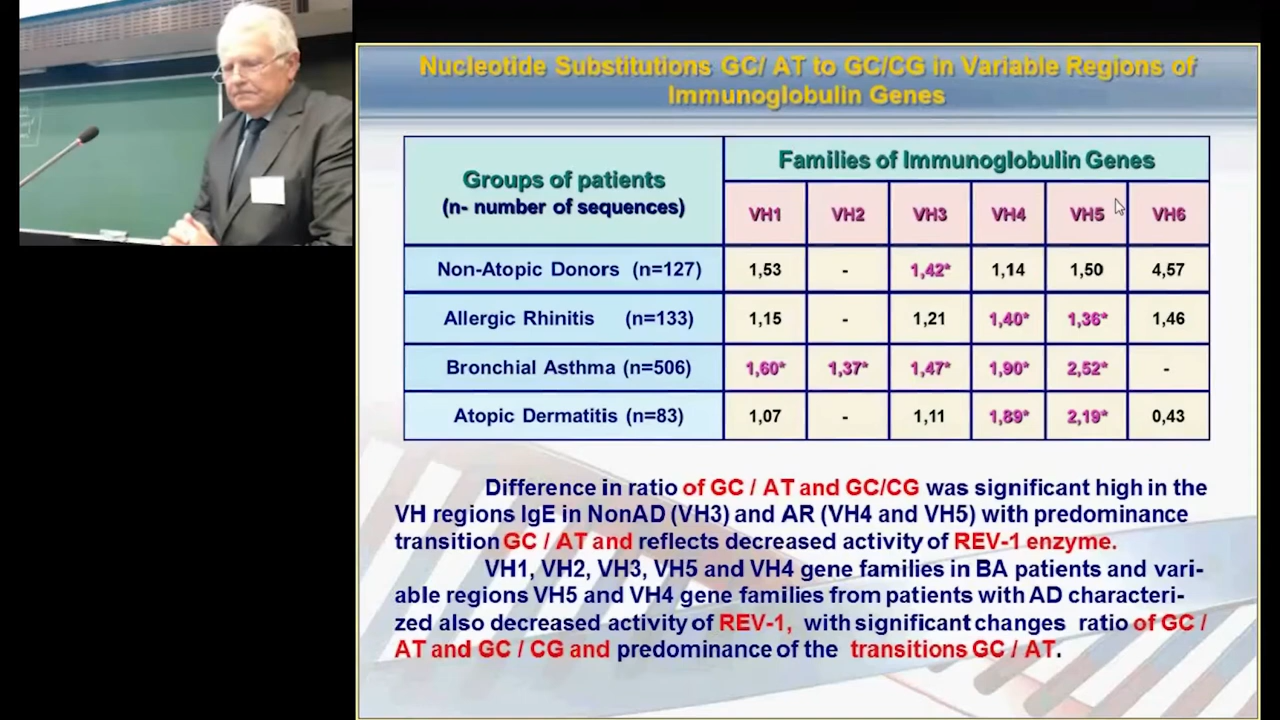 Nucleotide Substitutions GC/ AT to GC/CG in Variable Regions of
Immunoglobulin Genes
Groups of patients
(n- number of sequences)
Families of Immunoglobulin Genes
VH1 VH2 VH3 VH4 VH5 VH6
Non-Atopic Donors (n=127) 1,53 - 1,42* 1,14 1,50 4,57
Allergic Rhinitis (n=133) 1,15 - 1,21 1,40* 1,36* 1,46
Bronchial Asthma (n=506) 1,60* 1,37* 1,47* 1,90* 2,52* -
Atopic Dermatitis (n=83) 1,07 - 1,11 1,89* 2,19* 0,43
Difference in ratio of GC / AT and GC/CG was significant high in the
VH regions IgE in NonAD (VH3) and AR (VH4 and VH5) with predominance
transition GC / AT and reflects decreased activity of REV-1 enzyme.
VH1, VH2, VH3, VH5 and VH4 gene families in BA patients and vari-
able regions VH5 and VH4 gene families from patients with AD characteri-
zed also decreased activity of REV-1, with significant changes ratio of GC /
AT and GC / CG and predominance of the transitions GC / AT.